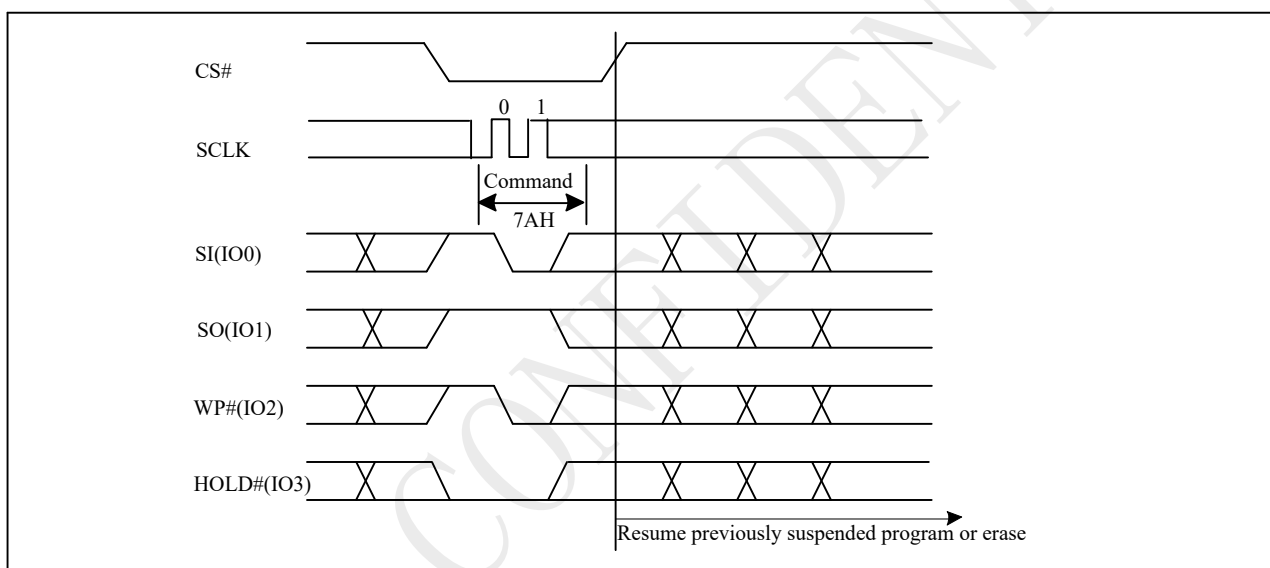 CS#
0 1
SCLK
Command
7AH
SI(IO0)
SO(IO1)
WP#(IO2)
HOLD#(IO3)
Resume previously suspended program or erase
CONFIDENT